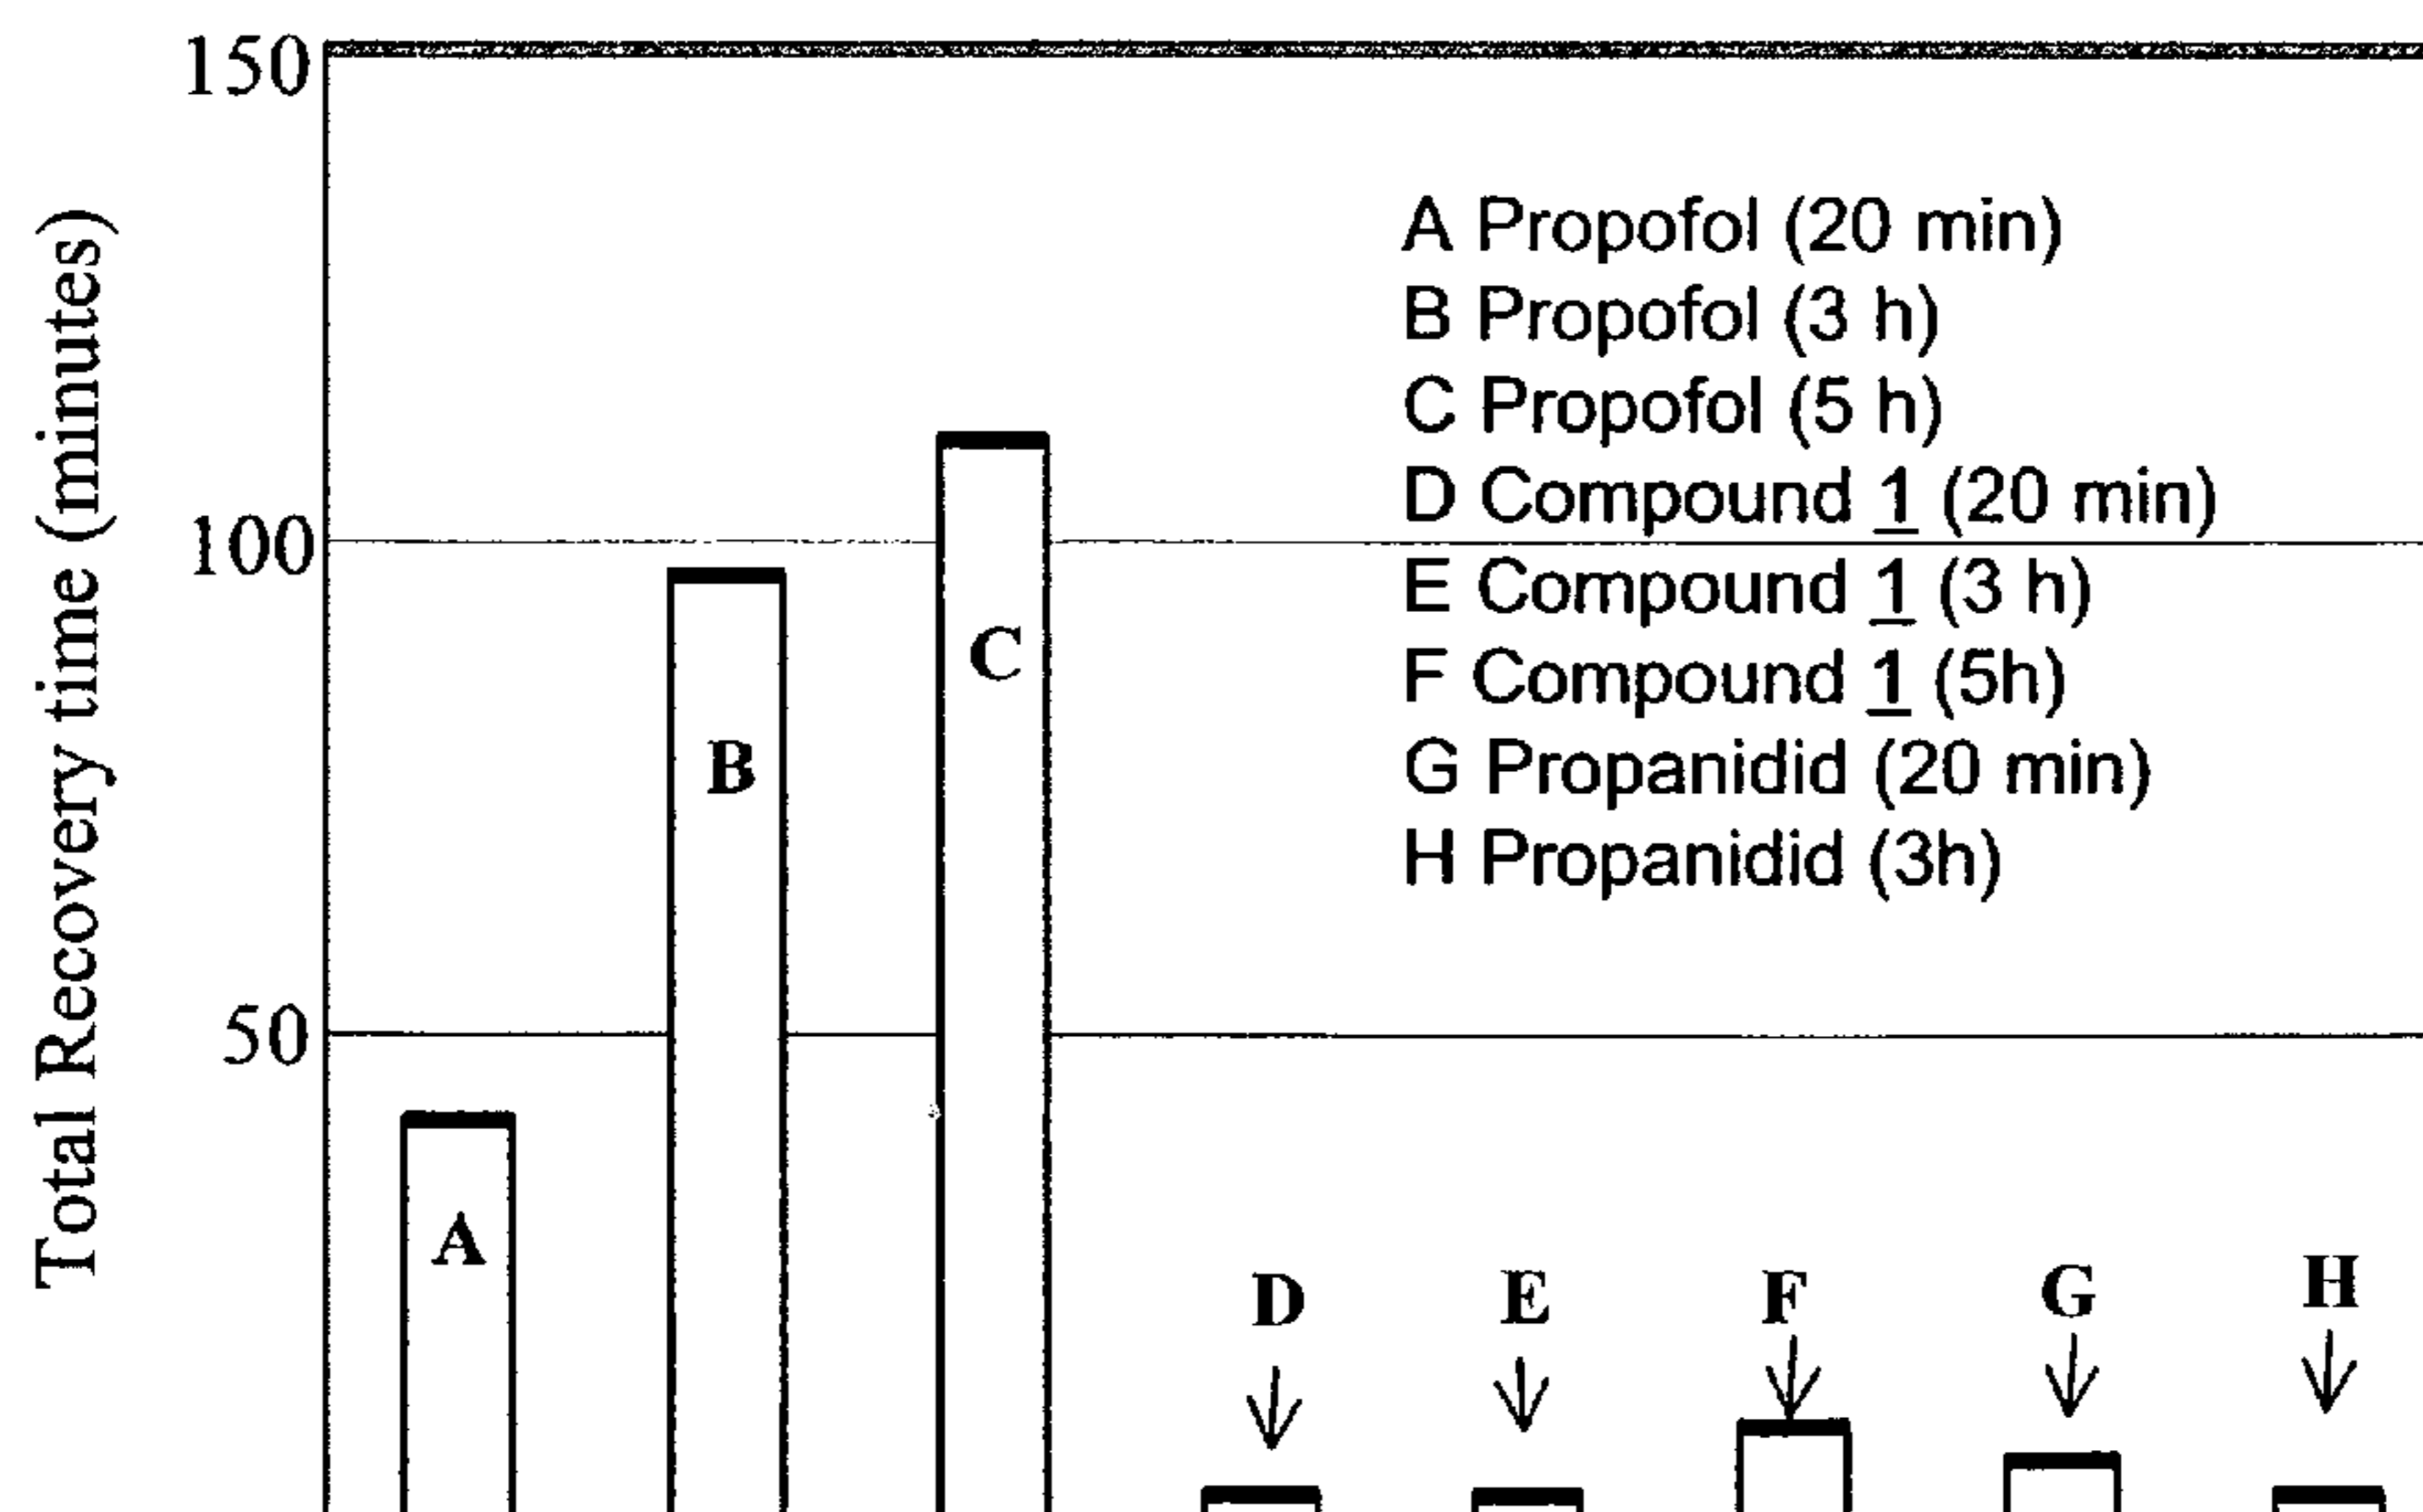 150
100
50
Total Recovery time (minutes)
A Propofol (20 min)
B Propofol (3 h)
C Propofol (5 h)
D Compound 1 (20 min)
E Compound 1 (3 h)
F Compound 1 (5h)
G Propanidid (20 min)
H Propanidid (3h)
A
B
C
D
E
F
G
H